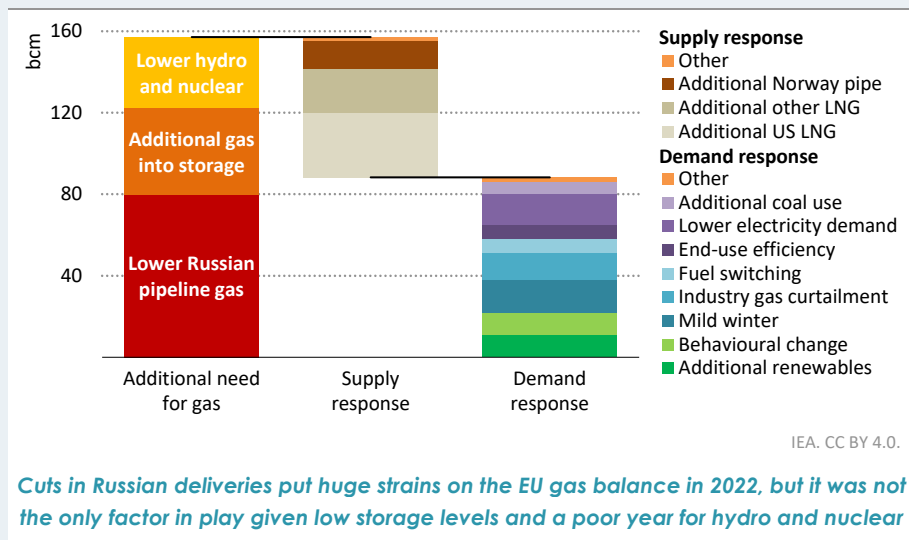 bcm
160
120
80
40
Lower hydro
and nuclear
Additional gas
into storage
Lower Russian
pipeline gas
Additional need
for gas
Supply
response
Demand
response
Supply response
Other
Additional Norway pipe
Additional other LNG
Additional US LNG
Demand response
Other
Additional coal use
Lower electricity demand
End-use efficiency
Fuel switching
Industry gas curtailment
Mild winter
Behavioural change
Additional renewables
IEA. CC BY 4.0.
Cuts in Russian deliveries put huge strains on the EU gas balance in 2022, but it was not
the only factor in play given low storage levels and a poor year for hydro and nuclear